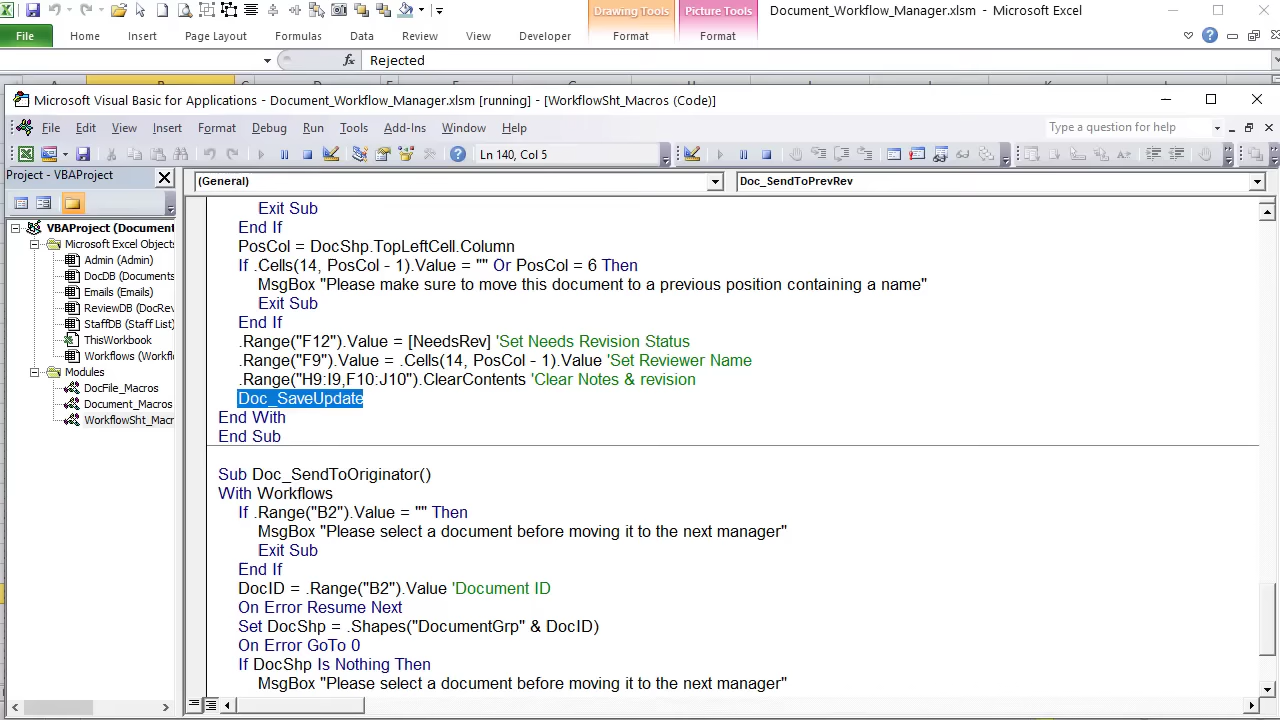 Drawing Tools
Picture Tools
Document_Workflow_Manager.xlsm - Microsoft Excel
File Home Insert Page Layout Formulas Data Review View Developer Format Format
fx Rejected
Microsoft Visual Basic for Applications - Document_Workflow_Manager.xlsm [running] - [WorkflowSht_Macros (Code)]
File Edit View Insert Format Debug Run Tools Add-Ins Window Help
Type a question for help
Ln 140, Col 5
Project - VBAProject
(General)
Doc_SendToPrevRev
VBAProject (Document
Microsoft Excel Objects
Admin (Admin)
DocDB (Documents
Emails (Emails)
ReviewDB (DocRev
StaffDB (Staff List)
ThisWorkbook
Workflows (Workfl
Modules
DocFile_Macros
Document_Macros
WorkflowSht_Macr
Exit Sub
End If
PosCol = DocShp.TopLeftCell.Column
If .Cells(14, PosCol - 1).Value = "" Or PosCol = 6 Then
MsgBox "Please make sure to move this document to a previous position containing a name"
Exit Sub
End If
.Range("F12").Value = [NeedsRev] 'Set Needs Revision Status
.Range("F9").Value = .Cells(14, PosCol - 1).Value 'Set Reviewer Name
.Range("H9:I9,F10:J10").ClearContents 'Clear Notes & revision
Doc_SaveUpdate
End With
End Sub
Sub Doc_SendToOriginator()
With Workflows
If .Range("B2").Value = "" Then
MsgBox "Please select a document before moving it to the next manager"
Exit Sub
End If
DocID = .Range("B2").Value 'Document ID
On Error Resume Next
Set DocShp = .Shapes("DocumentGrp" & DocID)
On Error GoTo 0
If DocShp Is Nothing Then
MsgBox "Please select a document before moving it to the next manager"